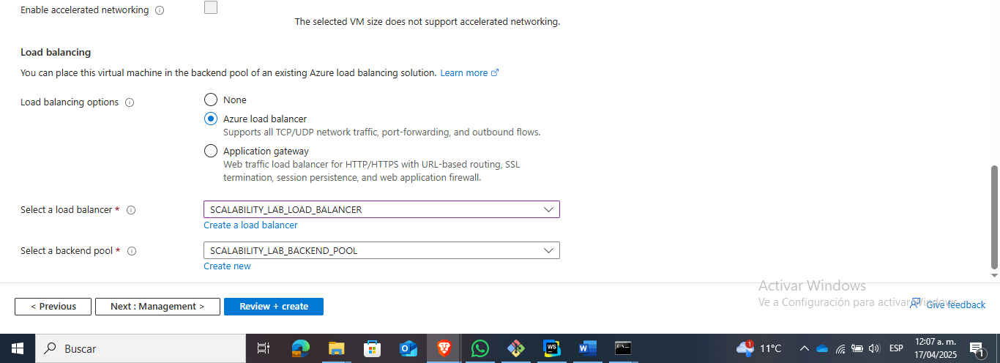 Enable accelerated networking
The selected VM size does not support accelerated networking.
Load balancing
You can place this virtual machine in the backend pool of an existing Azure load balancing solution. Learn more
Load balancing options
None
Azure load balancer
Supports all TCP/UDP network traffic, port-forwarding, and outbound flows.
Application gateway
Web traffic load balancer for HTTP/HTTPS with URL-based routing, SSL
termination, session persistence, and web application firewall.
Select a load balancer *
SCALABILITY_LAB_LOAD_BALANCER
Create a load balancer
Select a backend pool *
SCALABILITY_LAB_BACKEND_POOL
Create new
Activar Windows
Ve a Configuración para activar Windows.
< Previous
Next : Management >
Review + create
Give feedback
Buscar
WS
W
1
11°C
ESP
12:07 a. m.
17/04/2025
1